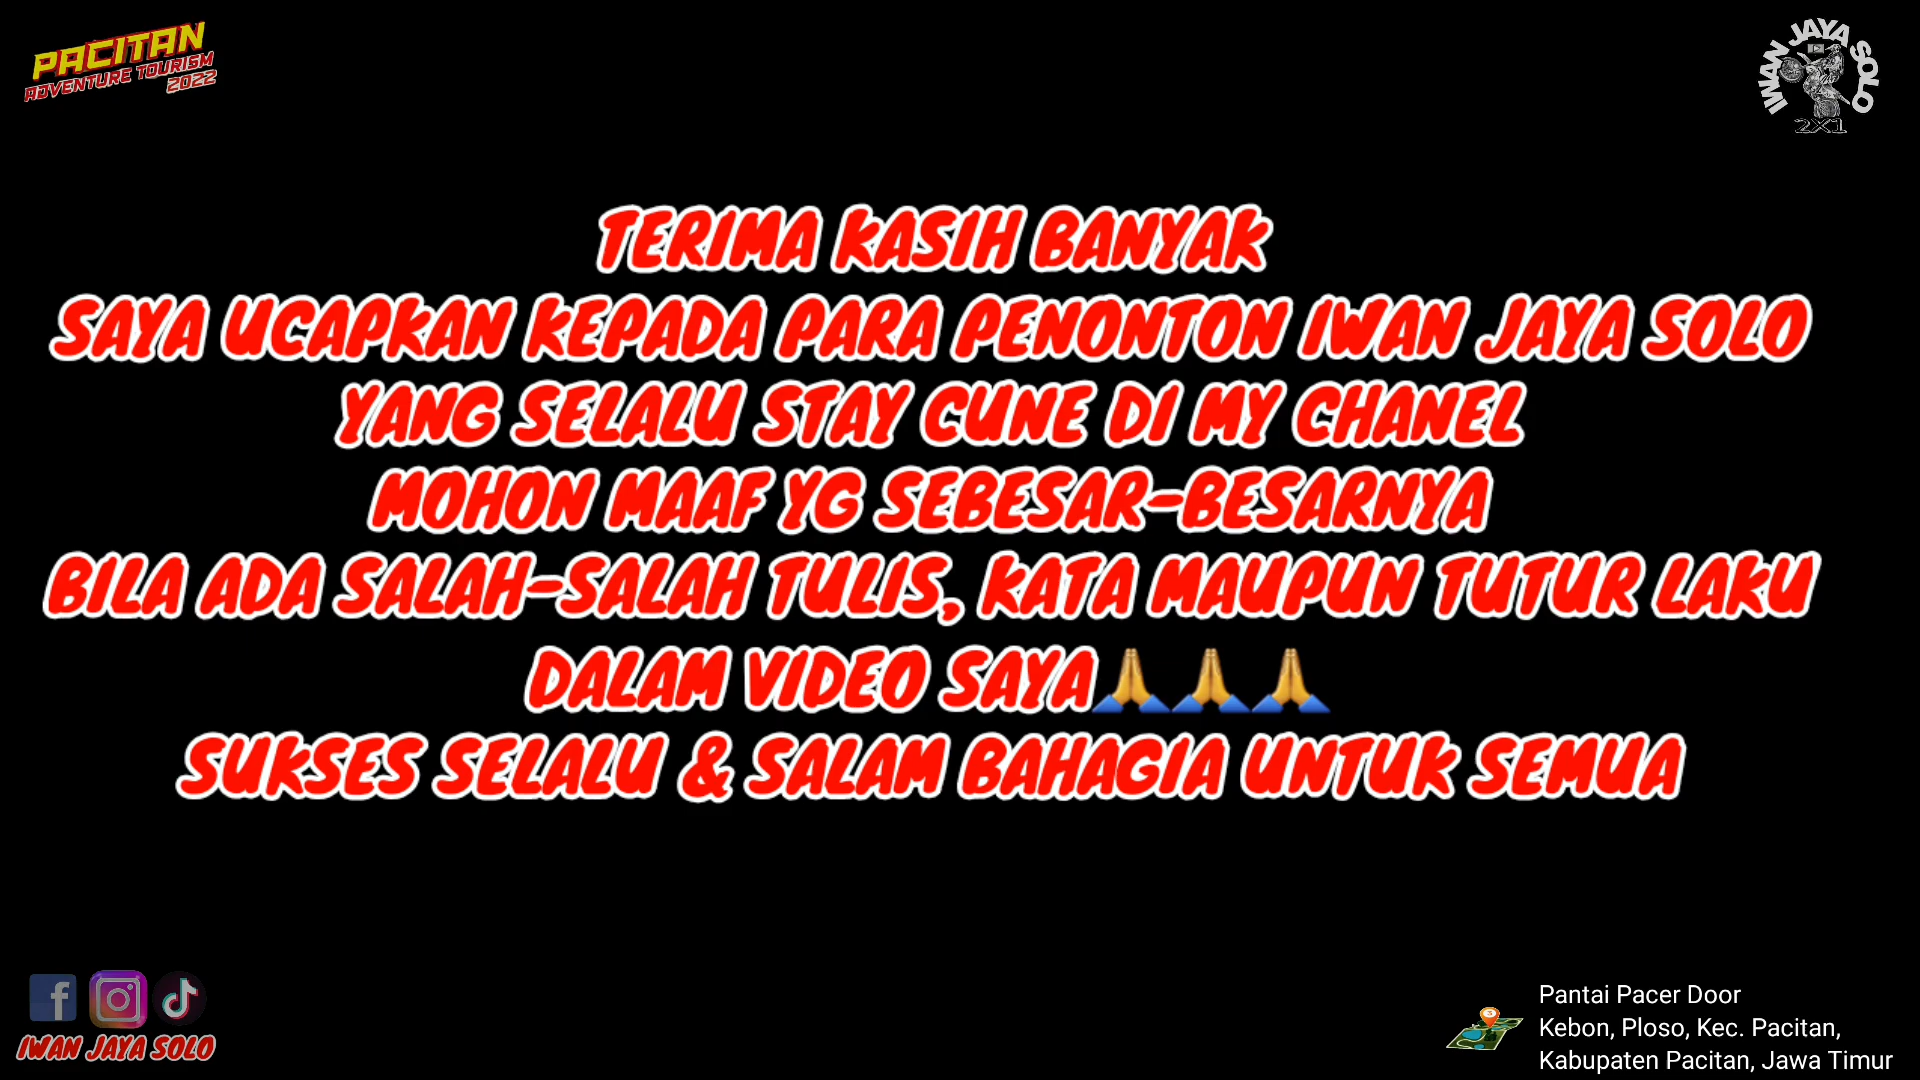 PACITAN
ADVENTURE TOURISM
2022
IWAN JAYA SOLO
2X1
TERIMA KASIH BANYAK
SAYA UCAPKAN KEPADA PARA PENONTON IWAN JAYA SOLO
YANG SELALU STAY CUNE DI MY CHANEL
MOHON MAAF YG SEBESAR-BESARNYA
BILA ADA SALAH-SALAH TULIS, KATA MAUPUN TUTUR LAKU
DALAM VIDEO SAYA🙏🙏🙏
SUKSES SELALU & SALAM BAHAGIA UNTUK SEMUA
IWAN JAYA SOLO
Pantai Pacer Door
Kebon, Ploso, Kec. Pacitan,
Kabupaten Pacitan, Jawa Timur